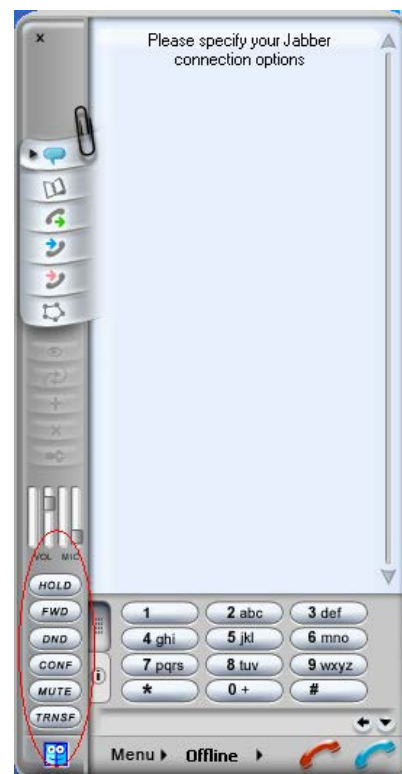 x
Please specify your Jabber
connection options
VOL MIC
HOLD
FWD
DND
CONF
MUTE
TRNSF
1
2 abc
3 def
4 ghi
5 jkl
6 mno
7 pqrs
8 tuv
9 wxyz
*
0 +
#
i
Menu
Offline